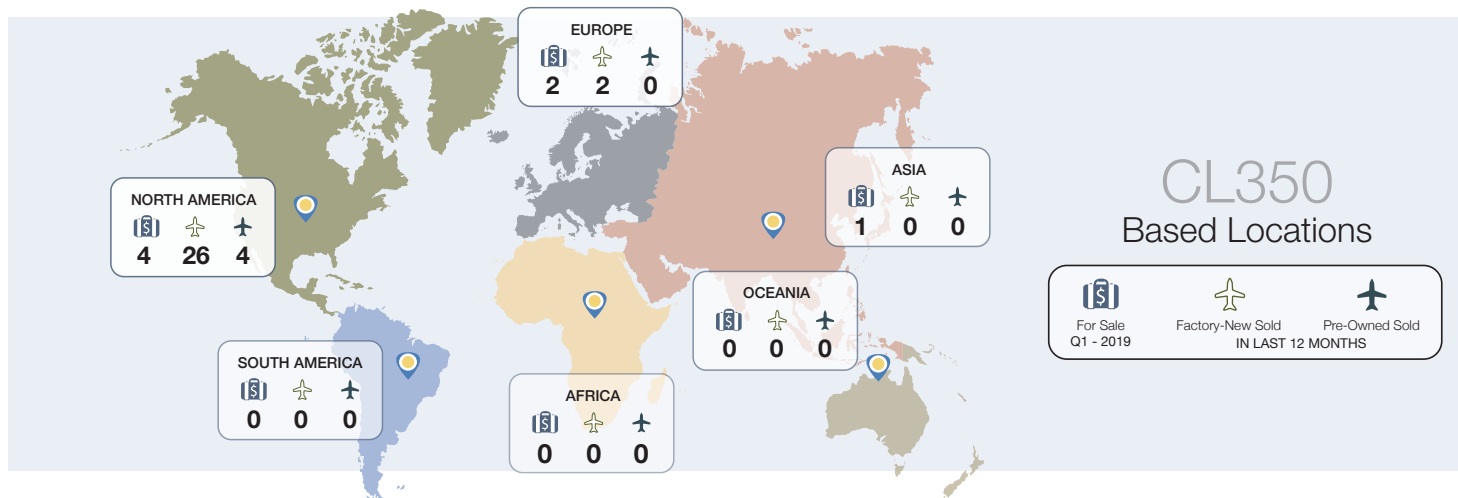 EUROPE
2 2 0
NORTH AMERICA
4 26 4
ASIA
1 0 0
OCEANIA
0 0 0
SOUTH AMERICA
0 0 0
AFRICA
0 0 0
CL350
Based Locations
$
For Sale
Q1 - 2019
Factory-New Sold
Pre-Owned Sold
IN LAST 12 MONTHS